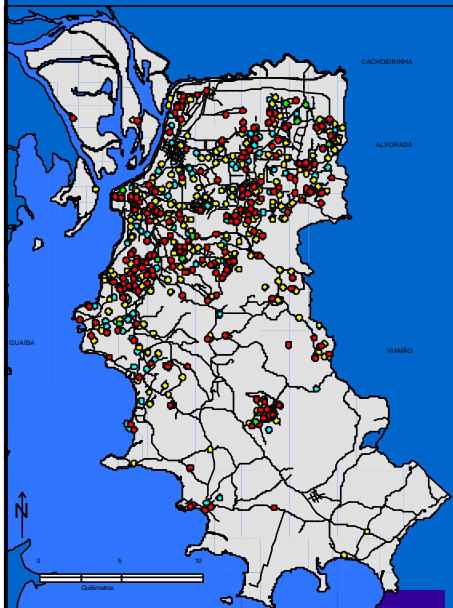 CACHOEIRINHA
ALVORADA
GUAÍBA
VIAMÃO
N
0 5 10
Quilômetros